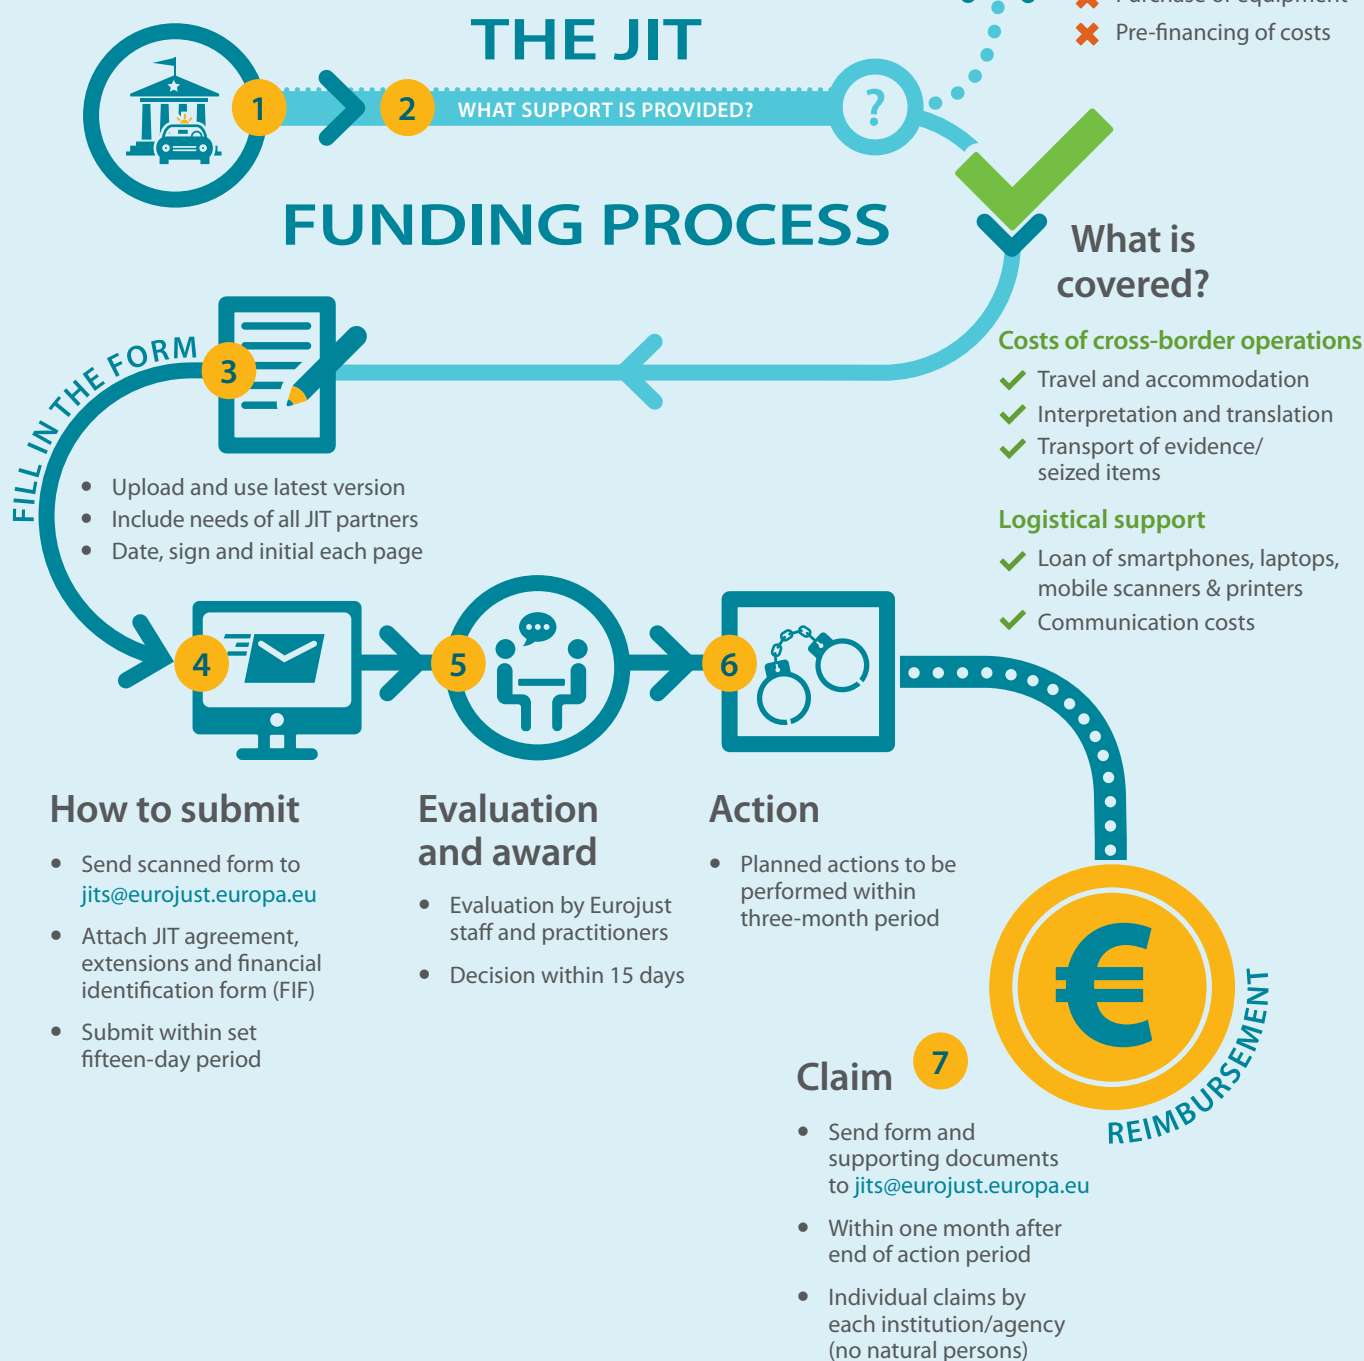 Purchase of equipment
Pre-financing of costs
THE JIT
1
2
WHAT SUPPORT IS PROVIDED?
?
FUNDING PROCESS
What is
covered?
Costs of cross-border operations
Travel and accommodation
Interpretation and translation
Transport of evidence/
seized items
Logistical support
Loan of smartphones, laptops,
mobile scanners & printers
Communication costs
FILL IN THE FORM
3
• Upload and use latest version
• Include needs of all JIT partners
• Date, sign and initial each page
4
5
6
How to submit
• Send scanned form to
jits@eurojust.europa.eu
• Attach JIT agreement,
extensions and financial
identification form (FIF)
• Submit within set
fifteen-day period
Evaluation
and award
• Evaluation by Eurojust
staff and practitioners
• Decision within 15 days
Action
• Planned actions to be
performed within
three-month period
€
REIMBURSEMENT
7
Claim
• Send form and
supporting documents
to jits@eurojust.europa.eu
• Within one month after
end of action period
• Individual claims by
each institution/agency
(no natural persons)